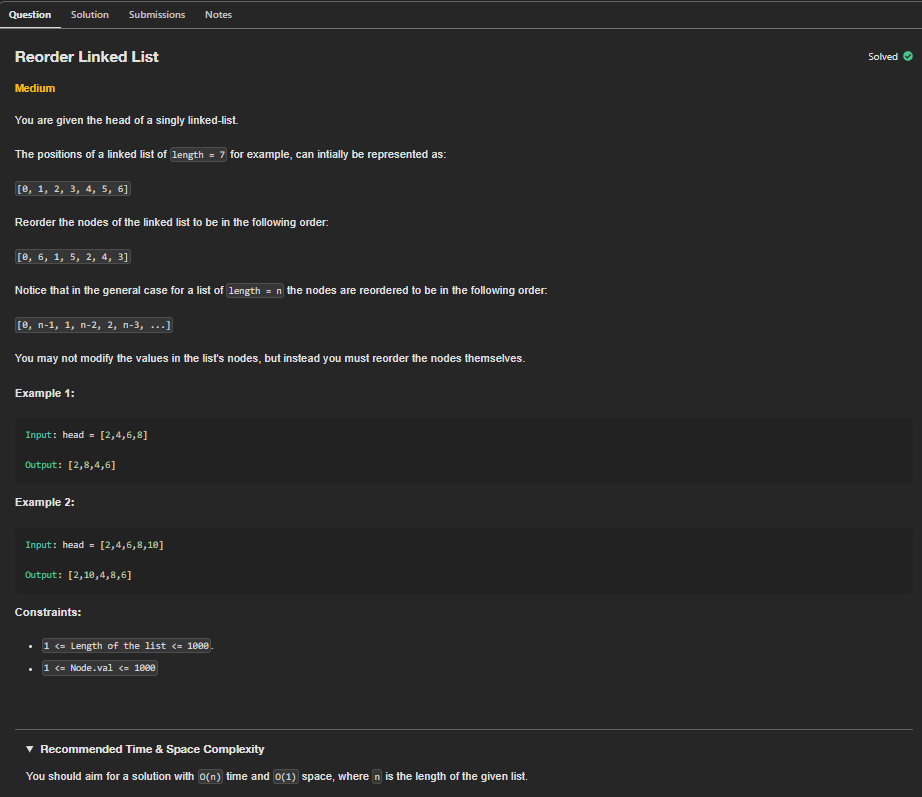 Question Solution Submissions Notes
Reorder Linked List Solved
Medium
You are given the head of a singly linked-list.
The positions of a linked list of length = 7 for example, can intially be represented as:
[0, 1, 2, 3, 4, 5, 6]
Reorder the nodes of the linked list to be in the following order:
[0, 6, 1, 5, 2, 4, 3]
Notice that in the general case for a list of length = n the nodes are reordered to be in the following order:
[0, n-1, 1, n-2, 2, n-3, ...]
You may not modify the values in the list's nodes, but instead you must reorder the nodes themselves.
Example 1:
Input: head = [2,4,6,8]
Output: [2,8,4,6]
Example 2:
Input: head = [2,4,6,8,10]
Output: [2,10,4,8,6]
Constraints:
• 1 <= Length of the list <= 1000.
• 1 <= Node.val <= 1000
▼ Recommended Time & Space Complexity
You should aim for a solution with O(n) time and O(1) space, where n is the length of the given list.